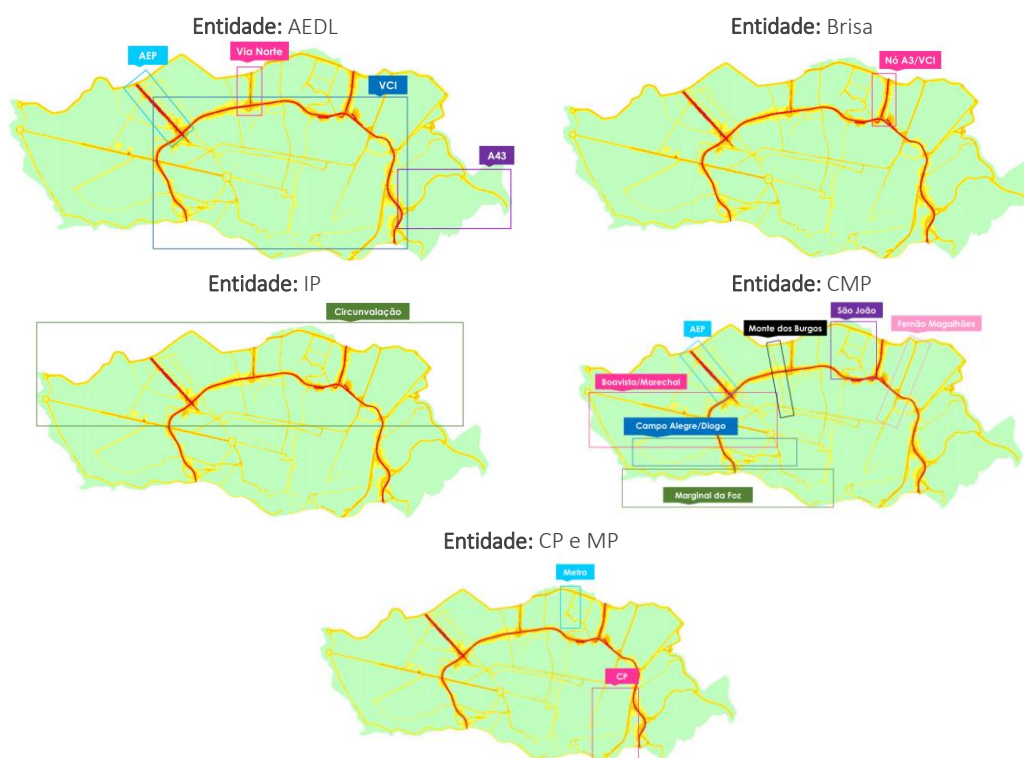 Entidade: AEDL
AEP
Via Norte
VCI
A43
Entidade: Brisa
Nó A3/VCI
Entidade: IP
Circunvalação
Entidade: CMP
AEP
Monte dos Burgos
São João
Fernão Magalhães
Boavista/Marechal
Campo Alegre/Diogo
Marginal da Foz
Entidade: CP e MP
Metro
CP